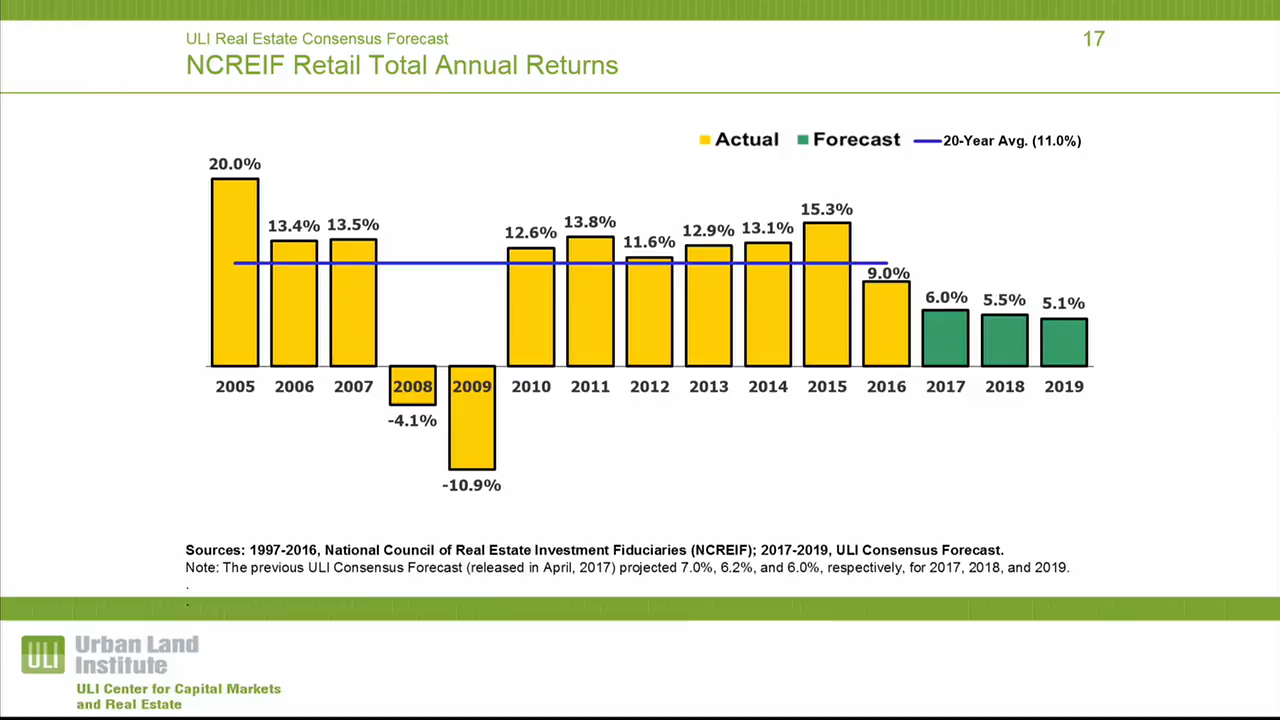 ULI Real Estate Consensus Forecast
17
NCREIF Retail Total Annual Returns
Actual Forecast 20-Year Avg. (11.0%)
20.0%
13.4%
13.5%
12.6%
13.8%
11.6%
12.9%
13.1%
15.3%
9.0%
6.0%
5.5%
5.1%
2005 2006 2007 2008 2009 2010 2011 2012 2013 2014 2015 2016 2017 2018 2019
-4.1%
-10.9%
Sources: 1997-2016, National Council of Real Estate Investment Fiduciaries (NCREIF); 2017-2019, ULI Consensus Forecast.
Note: The previous ULI Consensus Forecast (released in April, 2017) projected 7.0%, 6.2%, and 6.0%, respectively, for 2017, 2018, and 2019.
.
.
ULI
Urban Land
Institute
ULI Center for Capital Markets
and Real Estate